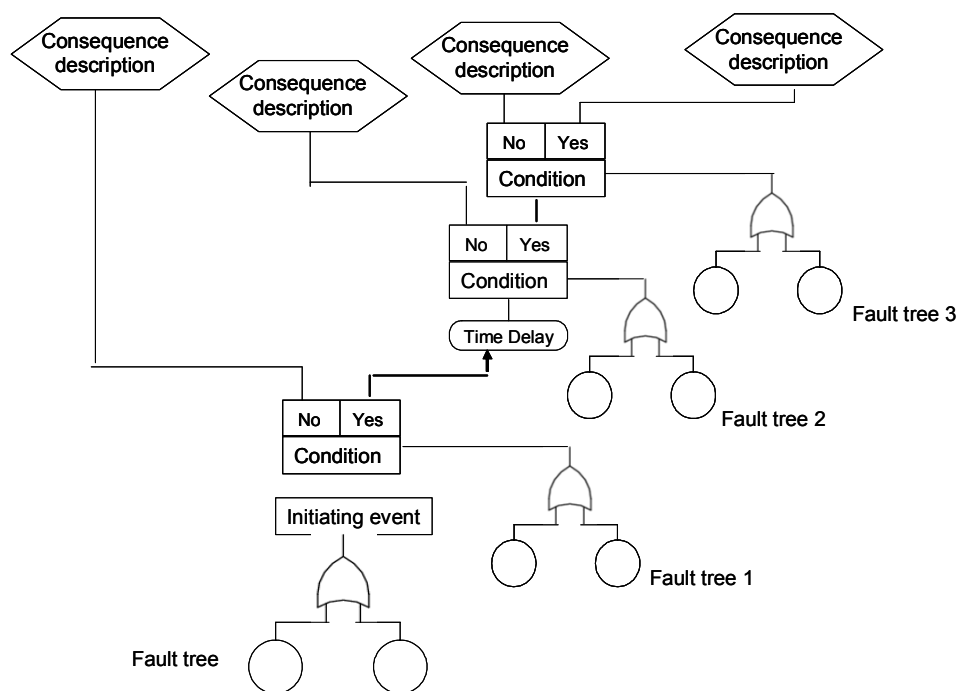 Consequence
description
Consequence
description
Consequence
description
Consequence
description
No Yes
Condition
No Yes
Condition
Fault tree 3
Time Delay
Fault tree 2
No Yes
Condition
Initiating event
Fault tree 1
Fault tree